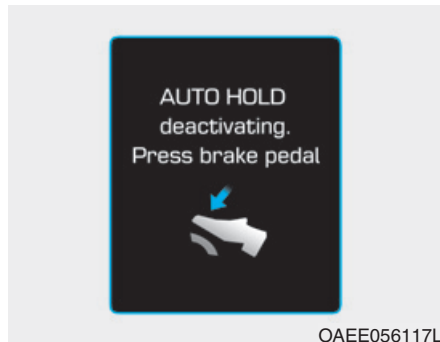 AUTO HOLD
deactivating.
Press brake pedal
OAEE056117L